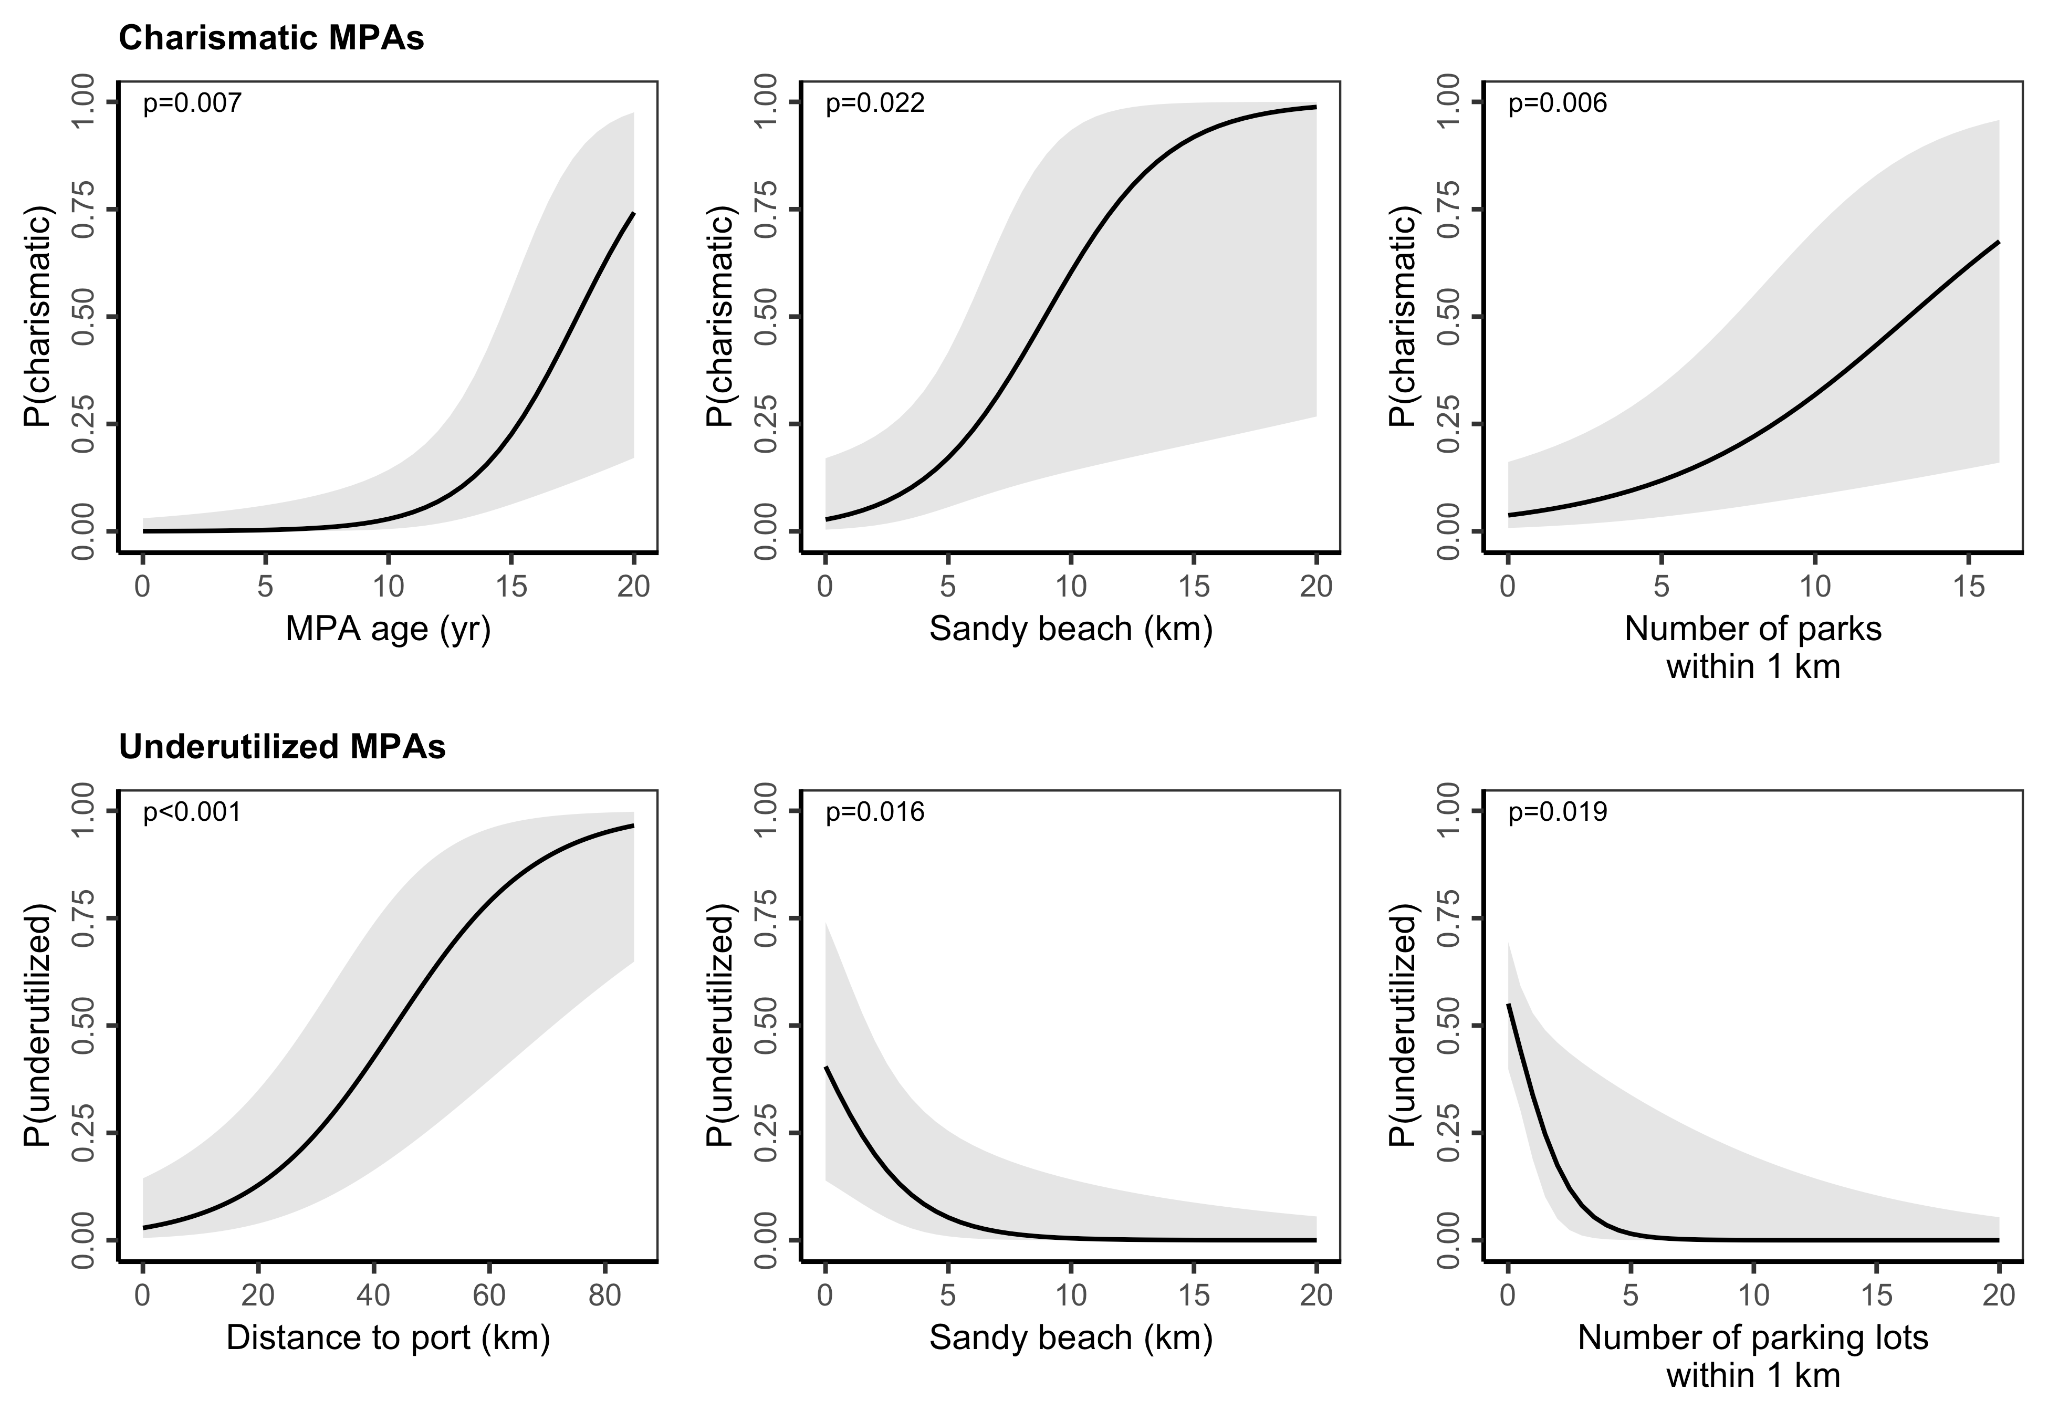 Charismatic MPAs
P(charismatic)
1.00
0.75
0.50
0.25
0.00
p=0.007
0 5 10 15 20
MPA age (yr)
P(charismatic)
1.00
0.75
0.50
0.25
0.00
p=0.022
0 5 10 15 20
Sandy beach (km)
P(charismatic)
1.00
0.75
0.50
0.25
0.00
p=0.006
0 5 10 15
Number of parks
within 1 km
Underutilized MPAs
P(underutilized)
1.00
0.75
0.50
0.25
0.00
p<0.001
0 20 40 60 80
Distance to port (km)
P(underutilized)
1.00
0.75
0.50
0.25
0.00
p=0.016
0 5 10 15 20
Sandy beach (km)
P(underutilized)
1.00
0.75
0.50
0.25
0.00
p=0.019
0 5 10 15 20
Number of parking lots
within 1 km